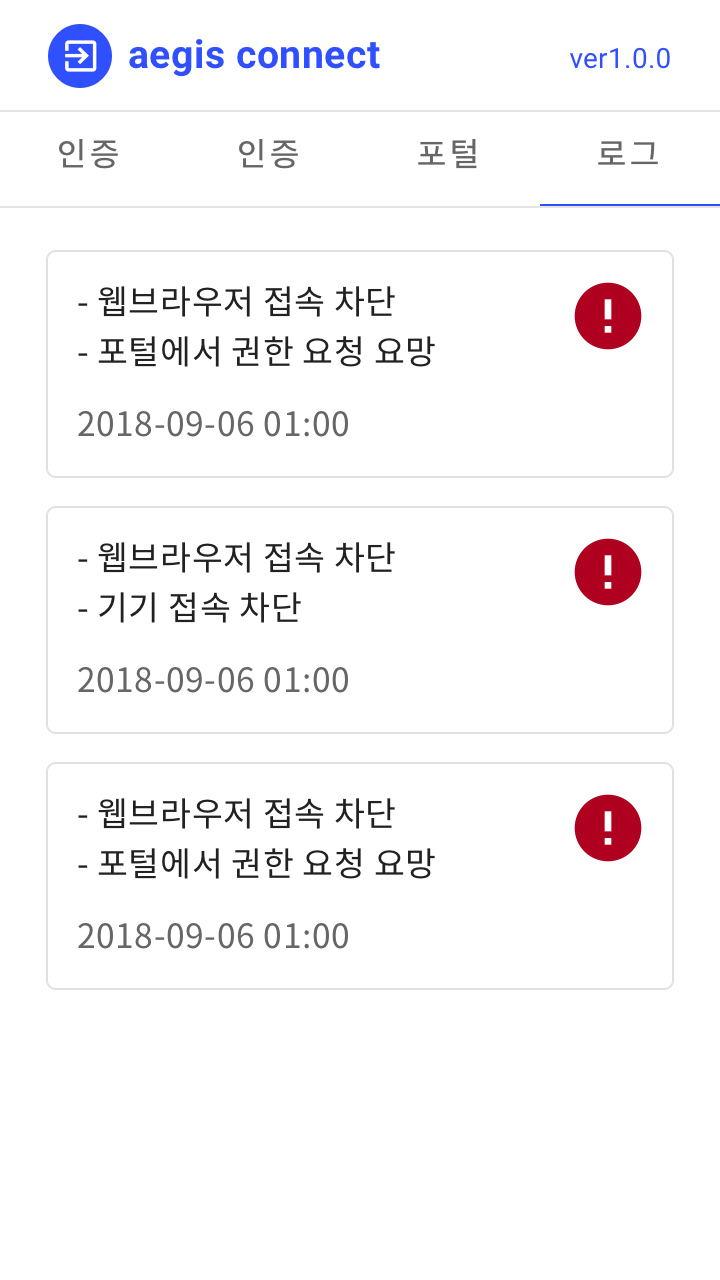 aegis connect
ver1.0.0
인증 인증 포털 로그
- 웹브라우저 접속 차단
- 포털에서 권한 요청 요망
2018-09-06 01:00
- 웹브라우저 접속 차단
- 기기 접속 차단
2018-09-06 01:00
- 웹브라우저 접속 차단
- 포털에서 권한 요청 요망
2018-09-06 01:00